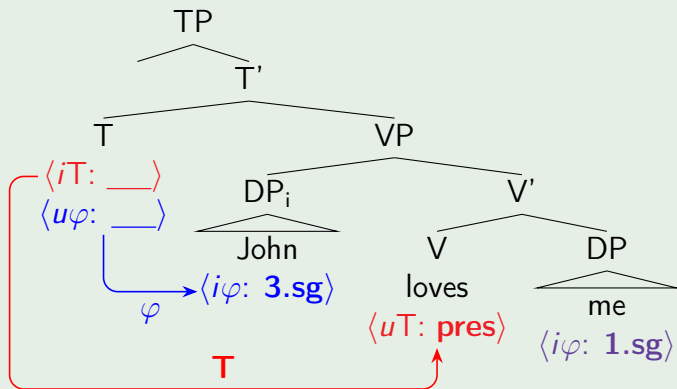 TP
T'
T VP
⟨iT: ___⟩ DPi V'
⟨uφ: ___⟩ John V DP
φ ⟨iφ: 3.sg⟩ loves me
⟨uT: pres⟩ ⟨iφ: 1.sg⟩
T